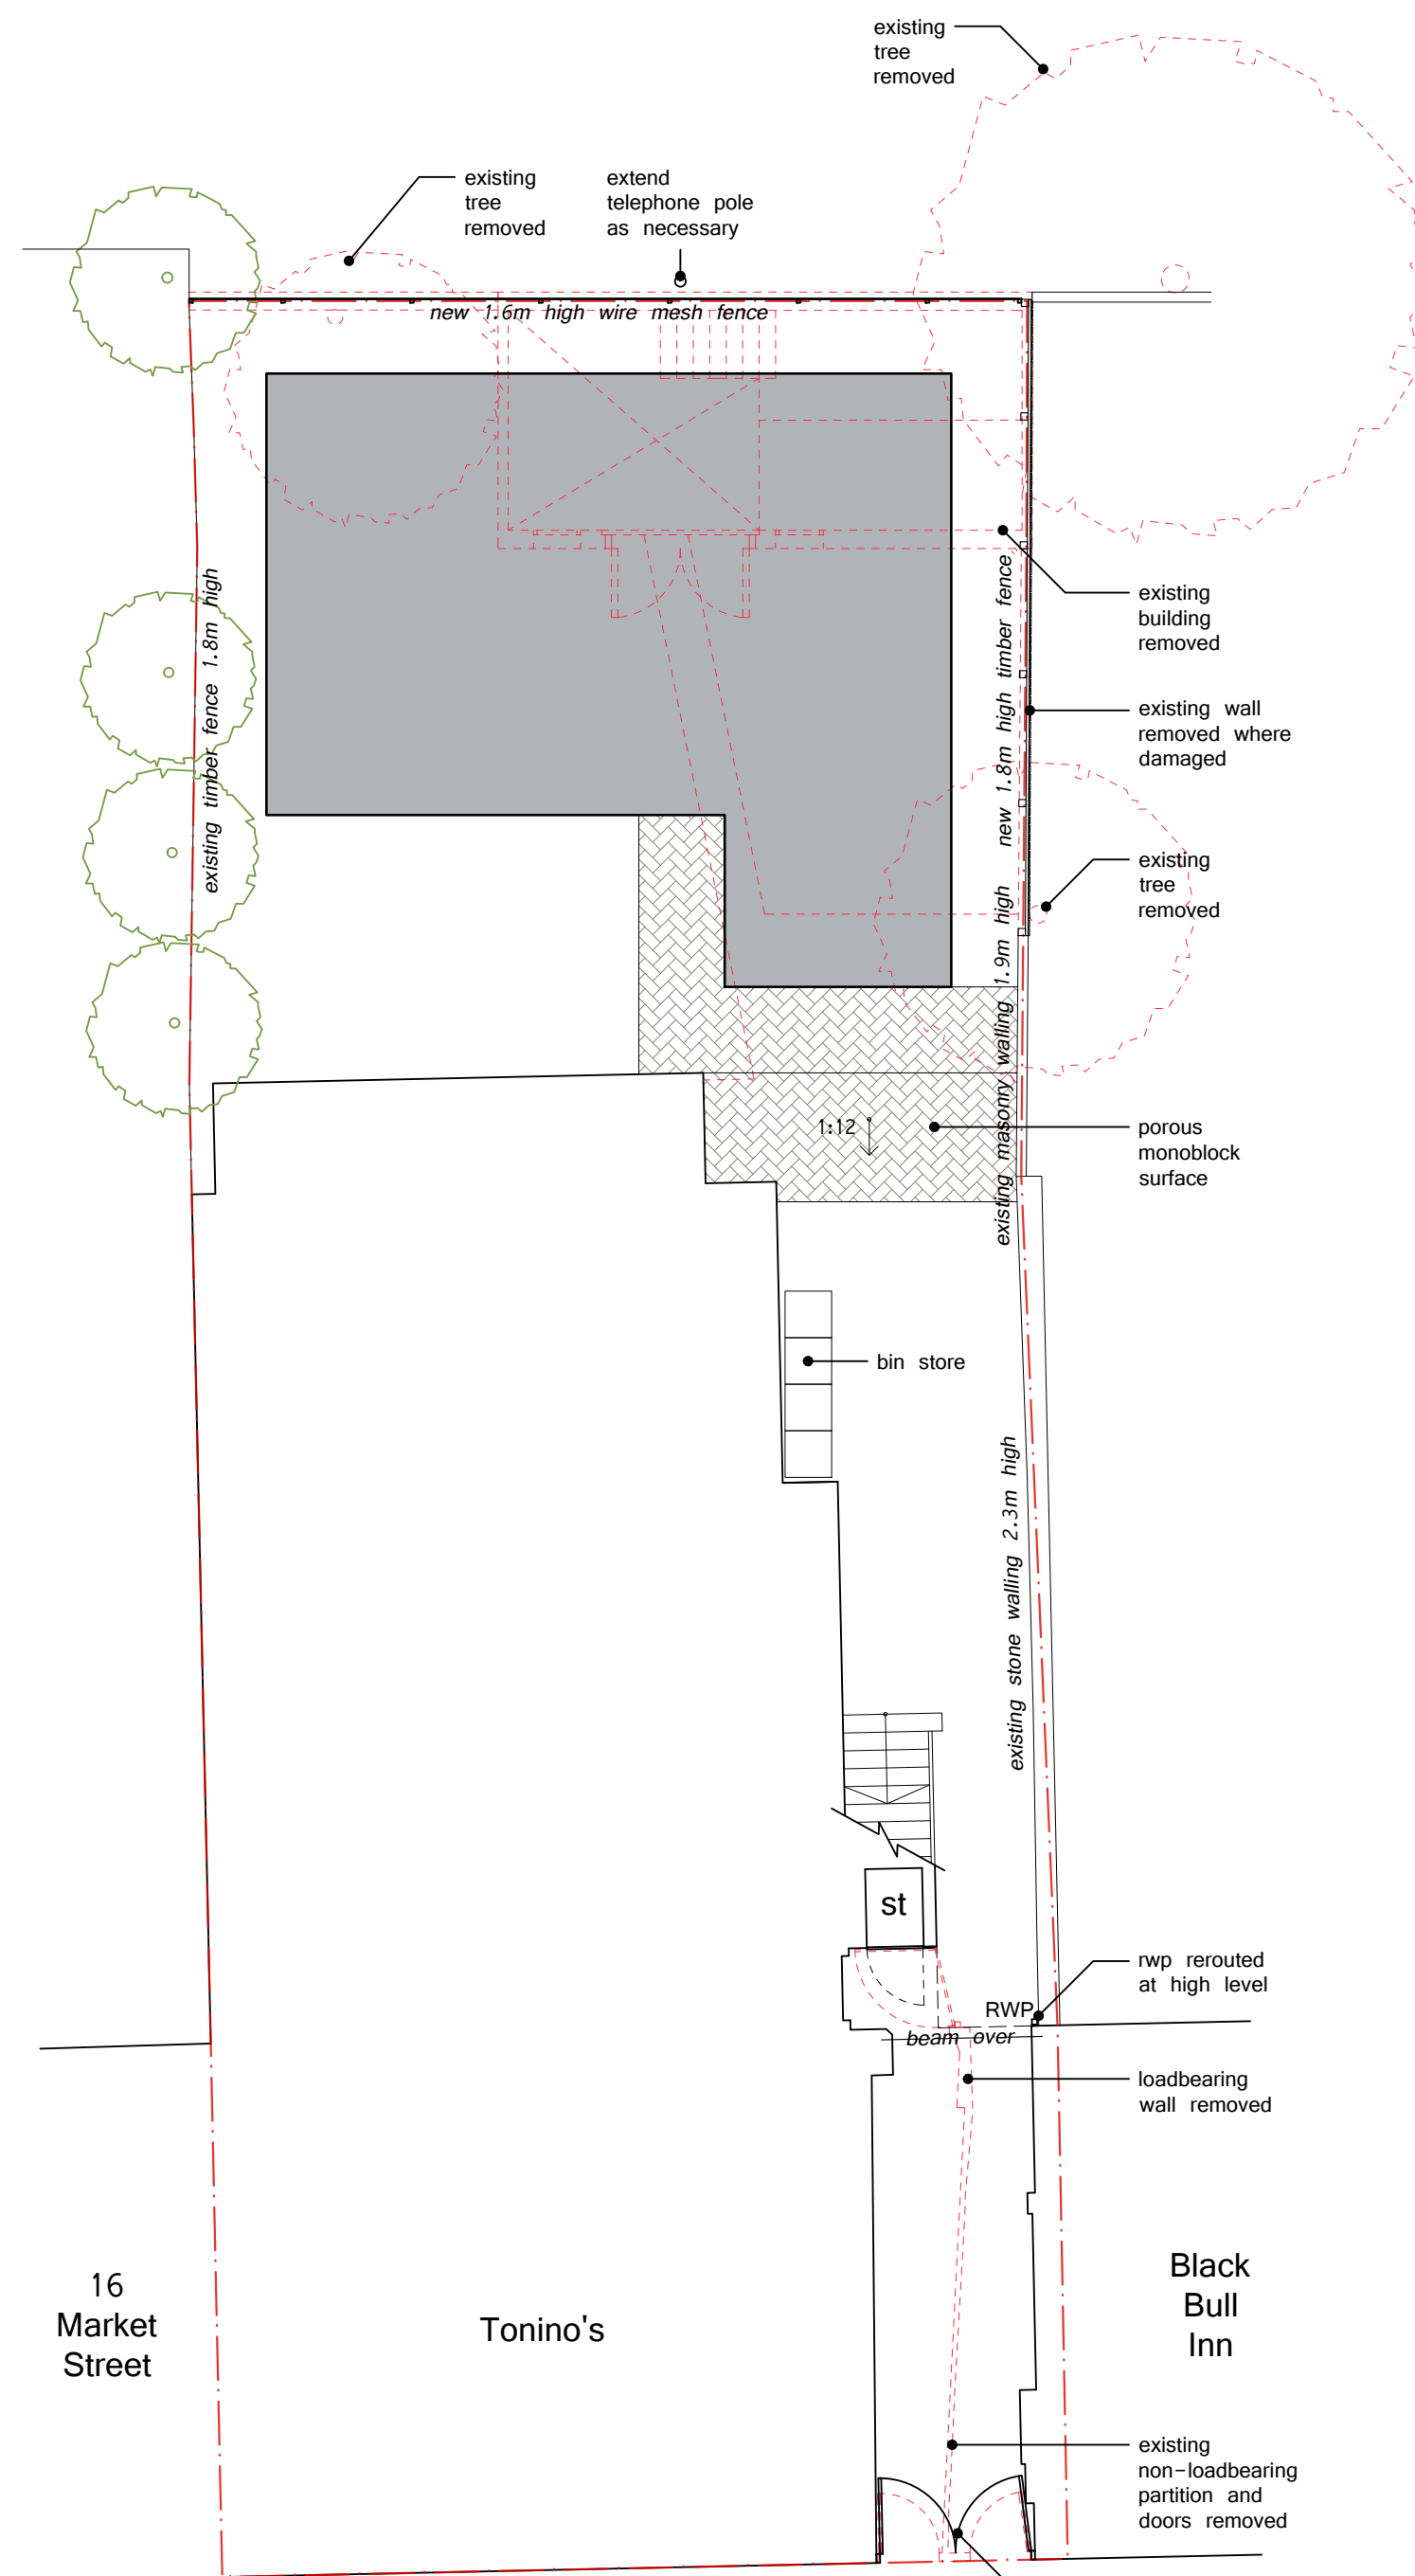 existing
tree
removed
existing
tree
removed
extend
telephone pole
as necessary
new 1.6m high wire mesh fence
existing timber fence 1.8m high
new 1.8m high timber fence
existing
building
removed
existing wall
removed where
damaged
existing
tree
removed
existing masonry walling 1.9m high
1:12
porous
monoblock
surface
bin store
existing stone walling 2.3m high
st
rwp rerouted
at high level
RWP
beam over
loadbearing
wall removed
16
Market
Street
Tonino's
Black
Bull
Inn
existing
non-loadbearing
partition and
doors removed